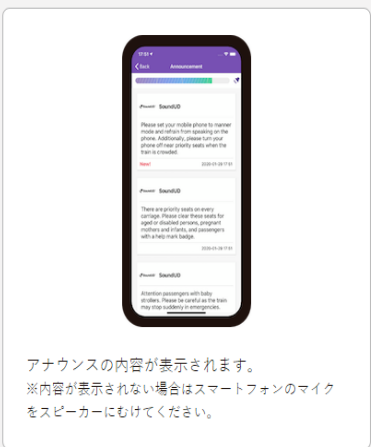 17:33
Back
Announcement
SoundUD
Please set your mobile phone to manner
mode and refrain from speaking on the
phone. Additionally, please turn your
phone off near priority seats when the
train is crowded.
New!
SoundUD
There are priority seats on every
carriage. Please clear these seats for
aged or disabled persons, pregnant
mothers and infants, and passengers
with a help mark badge.
SoundUD
Attention passengers with baby
strollers. Please be careful as the train
may stop suddenly in emergencies.
アナウンスの内容が表示されます。
※内容が表示されない場合はスマートフォンのマイク
をスピーカーにむけてください。